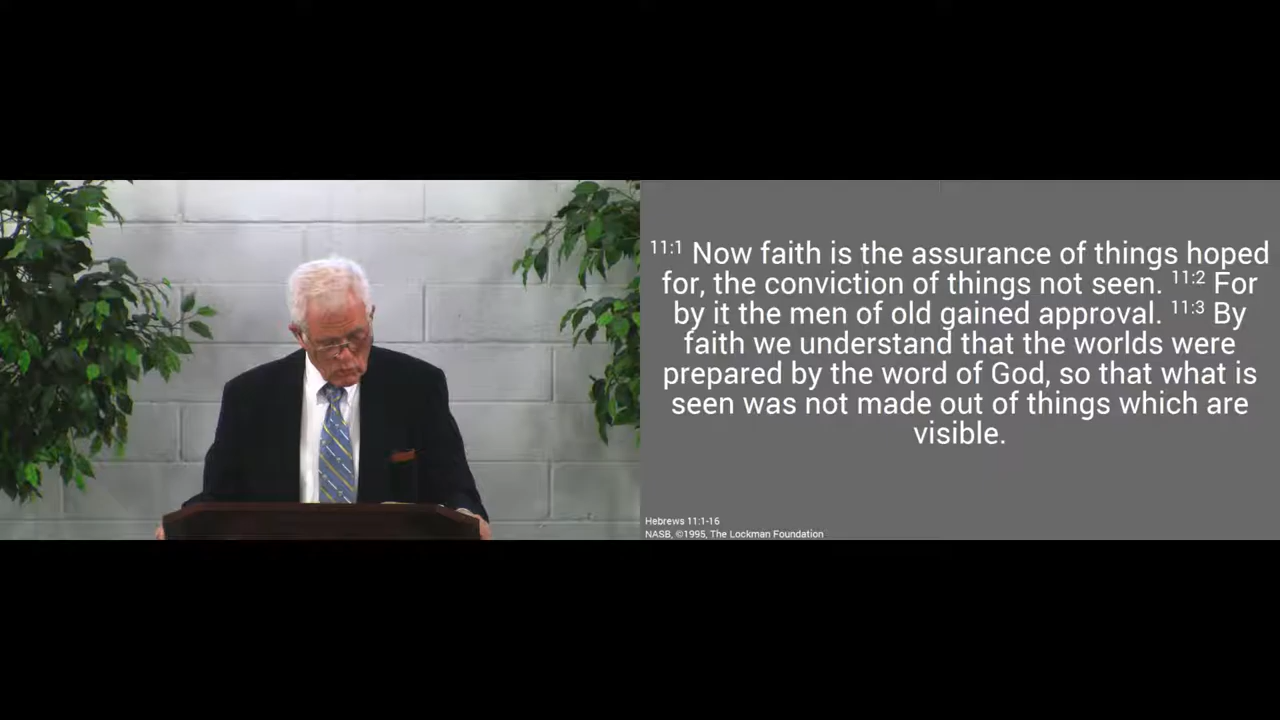 11:1 Now faith is the assurance of things hoped
for, the conviction of things not seen. 11:2 For
by it the men of old gained approval. 11:3 By
faith we understand that the worlds were
prepared by the word of God, so that what is
seen was not made out of things which are
visible.
Hebrews 11:1-16
NASB, ©1995, The Lockman Foundation